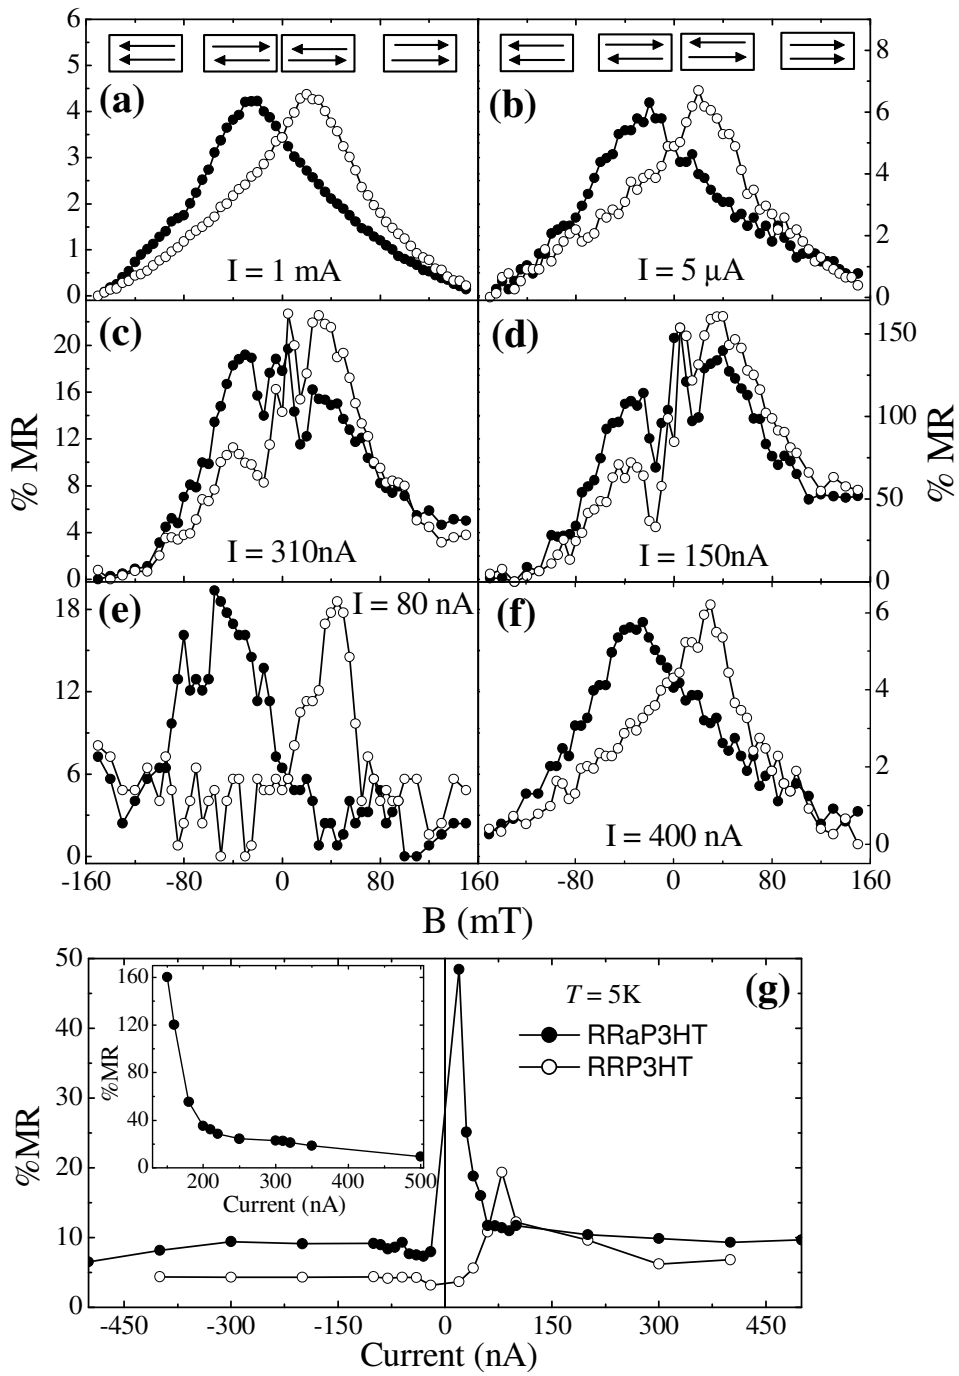 6
5
4
3
2
1
0
(a)
I = 1 mA
8
6
4
2
0
(b)
I = 5 μA
20
16
12
8
4
0
% MR
(c)
I = 310nA
150
100
50
0
% MR
(d)
I = 150nA
18
12
6
0
(e)
I = 80 nA
-160 -80 0 80 160
6
4
2
0
(f)
I = 400 nA
-80 0 80 160
B (mT)
50
40
30
20
10
0
%MR
(g)
T = 5K
RRaP3HT
RRP3HT
160
120
80
40
0
%MR
200 300 400 500
Current (nA)
-450 -300 -150 0 150 300 450
Current (nA)